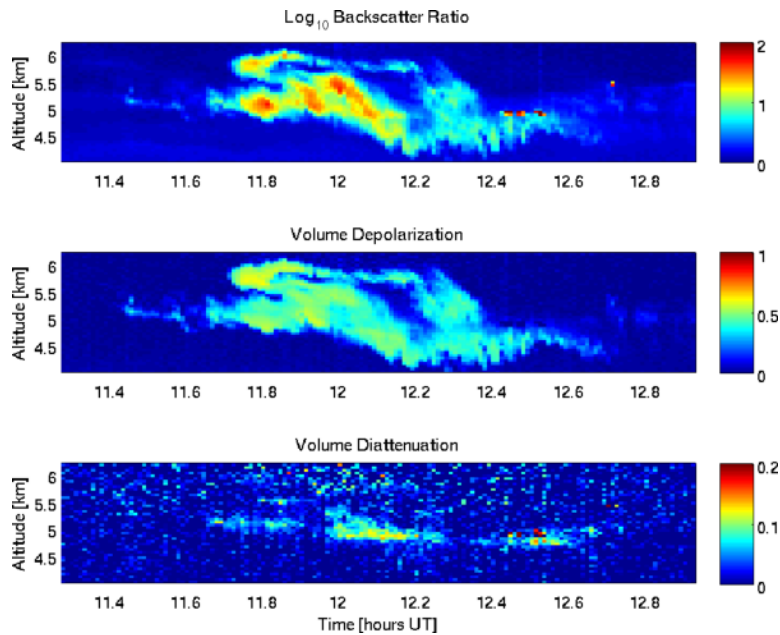 Log10 Backscatter Ratio
Altitude [km]
6
5.5
5
4.5
11.4 11.6 11.8 12 12.2 12.4 12.6 12.8
2
1
0
Volume Depolarization
Altitude [km]
6
5.5
5
4.5
11.4 11.6 11.8 12 12.2 12.4 12.6 12.8
1
0.5
0
Volume Diattenuation
Altitude [km]
6
5.5
5
4.5
11.4 11.6 11.8 12 12.2 12.4 12.6 12.8
Time [hours UT]
0.2
0.1
0